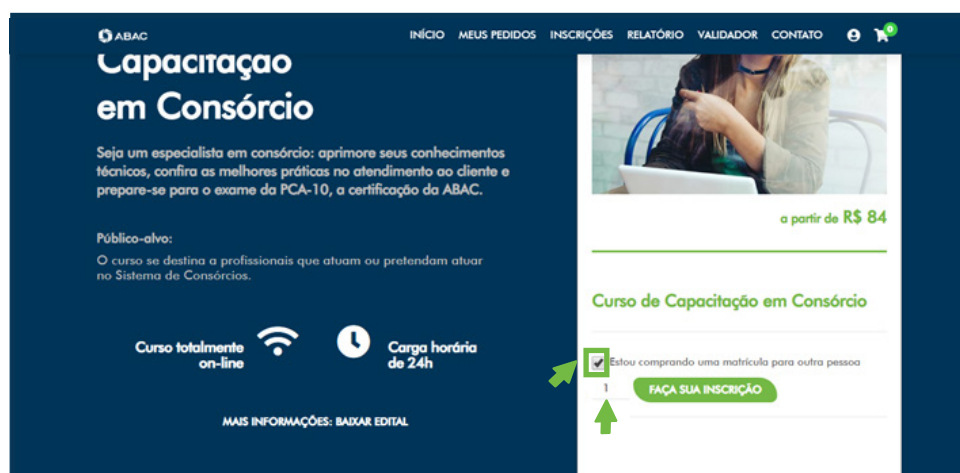 ABAC
INÍCIO MEUS PEDIDOS INSCRIÇÕES RELATÓRIO VALIDADOR CONTATO 0
Capacitação
em Consórcio
Seja um especialista em consórcio: aprimore seus conhecimentos
técnicos, confira as melhores práticas no atendimento ao cliente e
prepare-se para o exame da PCA-10, a certificação da ABAC.
Público-alvo:
O curso se destina a profissionais que atuam ou pretendam atuar
no Sistema de Consórcios.
Curso totalmente
on-line
Carga horária
de 24h
MAIS INFORMAÇÕES: BAIXAR EDITAL
a partir de R$ 84
Curso de Capacitação em Consórcio
Estou comprando uma matrícula para outra pessoa
1 FAÇA SUA INSCRIÇÃO